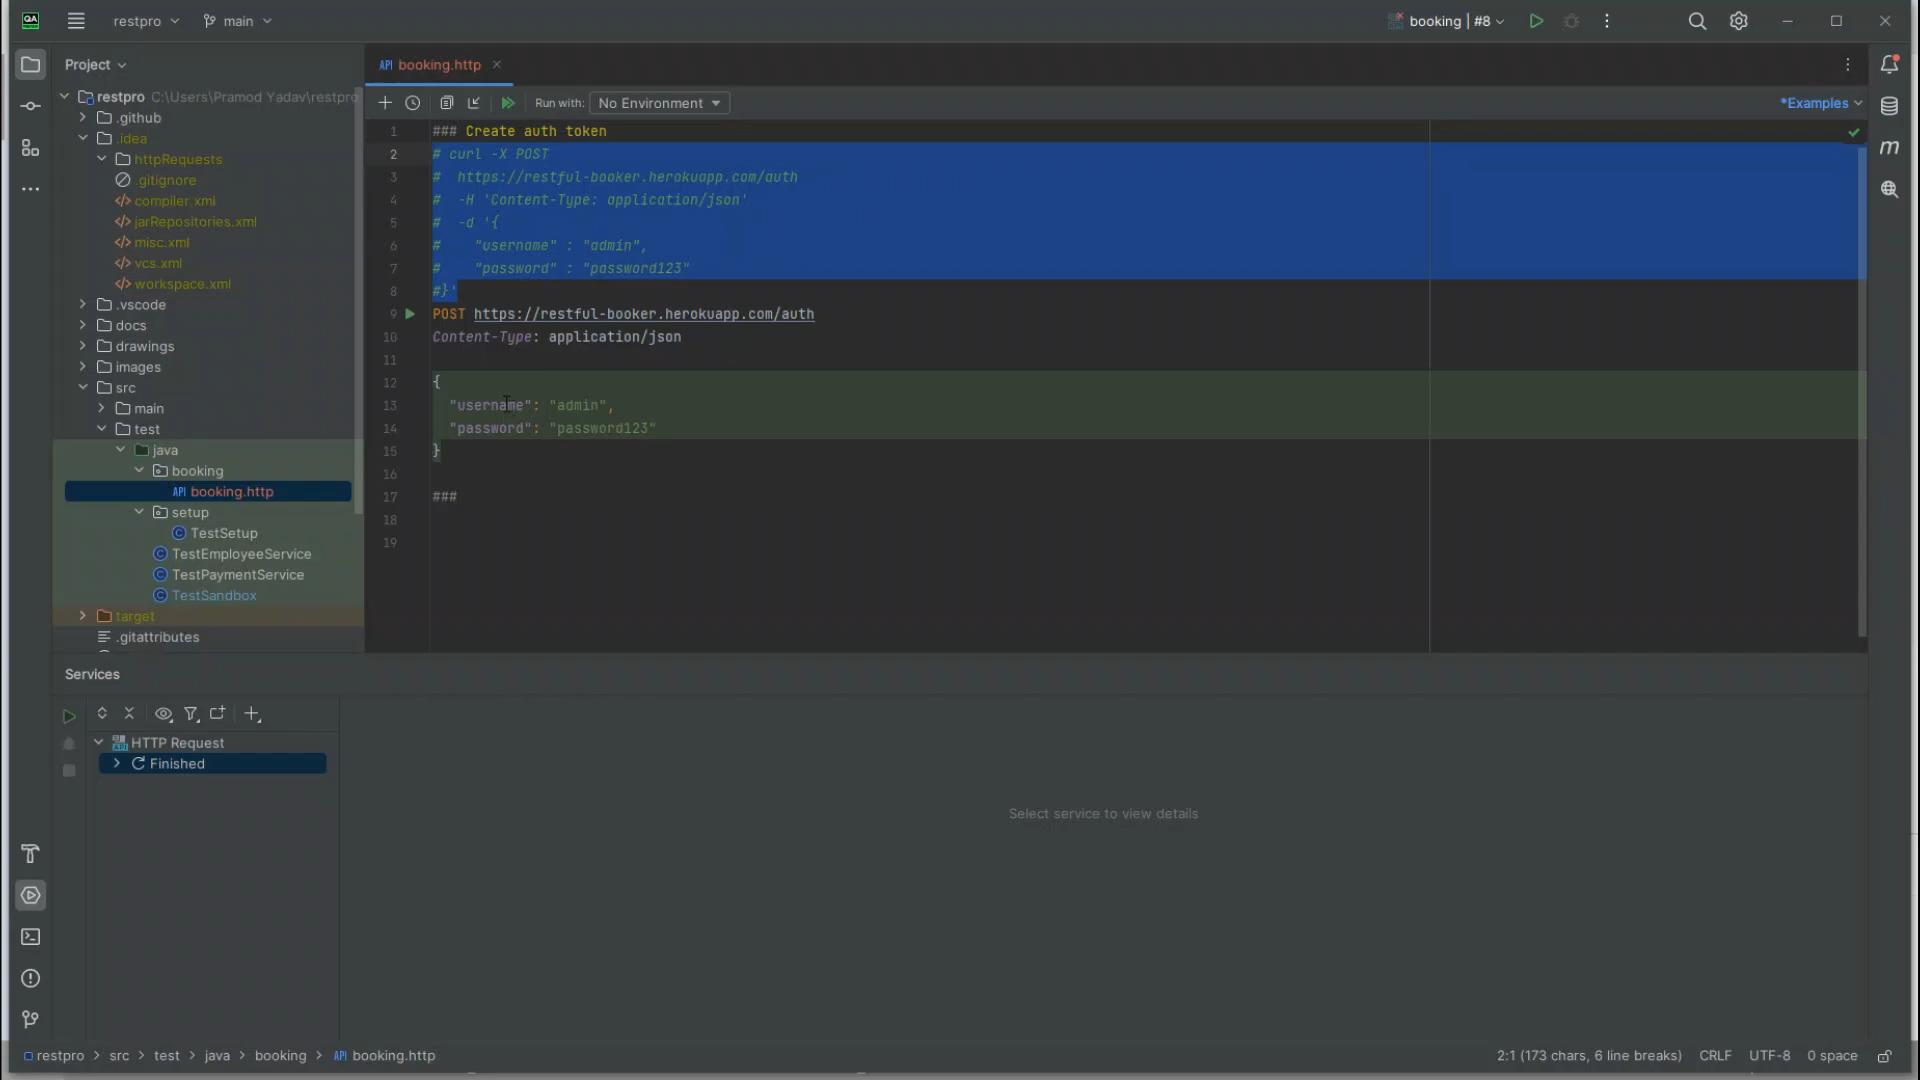 QA
restpro
main
booking | #8
Project
API booking.http
restpro C:\Users\Pramod Yadav\restpro
.github
.idea
httpRequests
.gitignore
compiler.xml
jarRepositories.xml
misc.xml
vcs.xml
workspace.xml
.vscode
docs
drawings
images
src
main
test
java
booking
API booking.http
setup
TestSetup
TestEmployeeService
TestPaymentService
TestSandbox
target
.gitattributes
Run with: No Environment
*Examples
1 ### Create auth token
2 # curl -X POST
3 #  https://restful-booker.herokuapp.com/auth
4 #  -H 'Content-Type: application/json'
5 #  -d '{
6 #    "username" : "admin",
7 #    "password" : "password123"
8 #}'
9 POST https://restful-booker.herokuapp.com/auth
10 Content-Type: application/json
11
12 {
13   "username": "admin",
14   "password": "password123"
15 }
16
17 ###
18
19
m
Services
HTTP Request
Finished
Select service to view details
restpro > src > test > java > booking > API booking.http
2:1 (173 chars, 6 line breaks) CRLF UTF-8 0 space